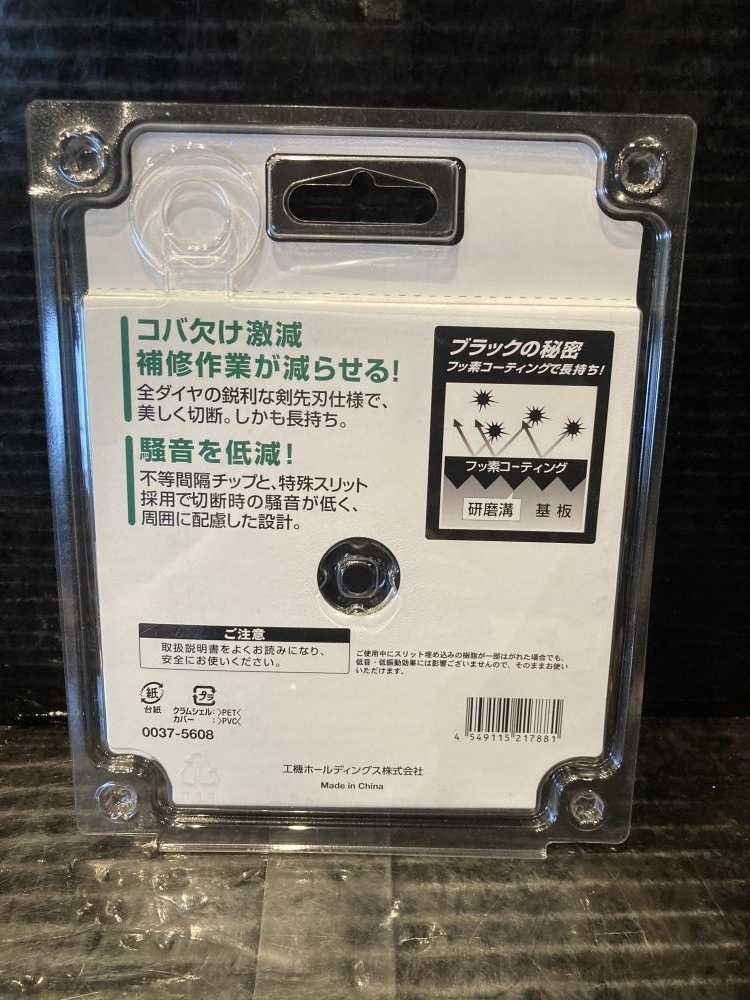 コバ欠け激減
補修作業が減らせる!
全ダイヤの鋭利な剣先刃仕様で、
美しく切断。しかも長持ち。
騒音を低減!
不等間隔チップと、特殊スリット
採用で切断時の騒音が低く、
周囲に配慮した設計。
ブラックの秘密
フッ素コーティングで長持ち!
フッ素コーティング
研磨溝 基板
ご注意
取扱説明書をよくお読みになり、
安全にお使いください。
ご使用中にスリット埋め込みの樹脂が一部はがれた場合でも、
低音・低振動効果には影響ございませんので、そのままお使い
いただけます。
紙
台紙
プラ
クラムシェル:>PET<
カバー :>PVC<
0037-5608
4 549115 217881
工機ホールディングス株式会社
Made in China